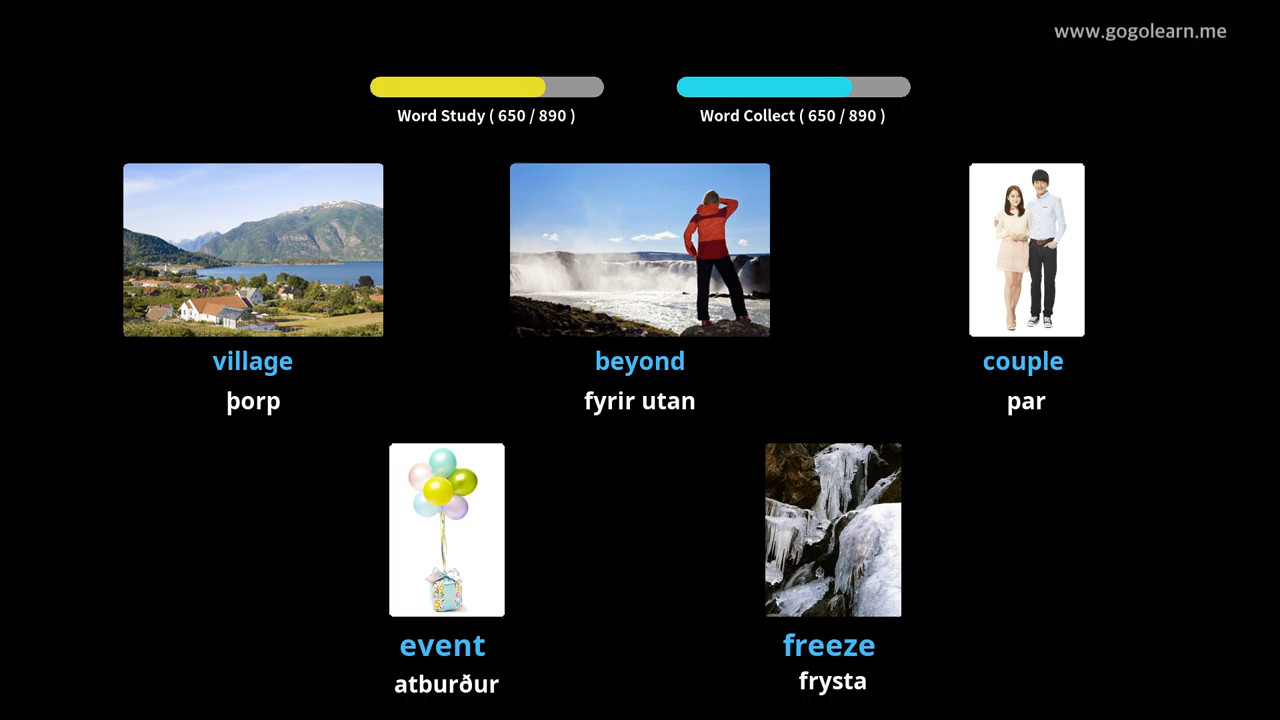 www.gogolearn.me
Word Study ( 650 / 890 )
Word Collect ( 650 / 890 )
village
beyond
couple
þorp
fyrir utan
par
event
freeze
atburður
frysta